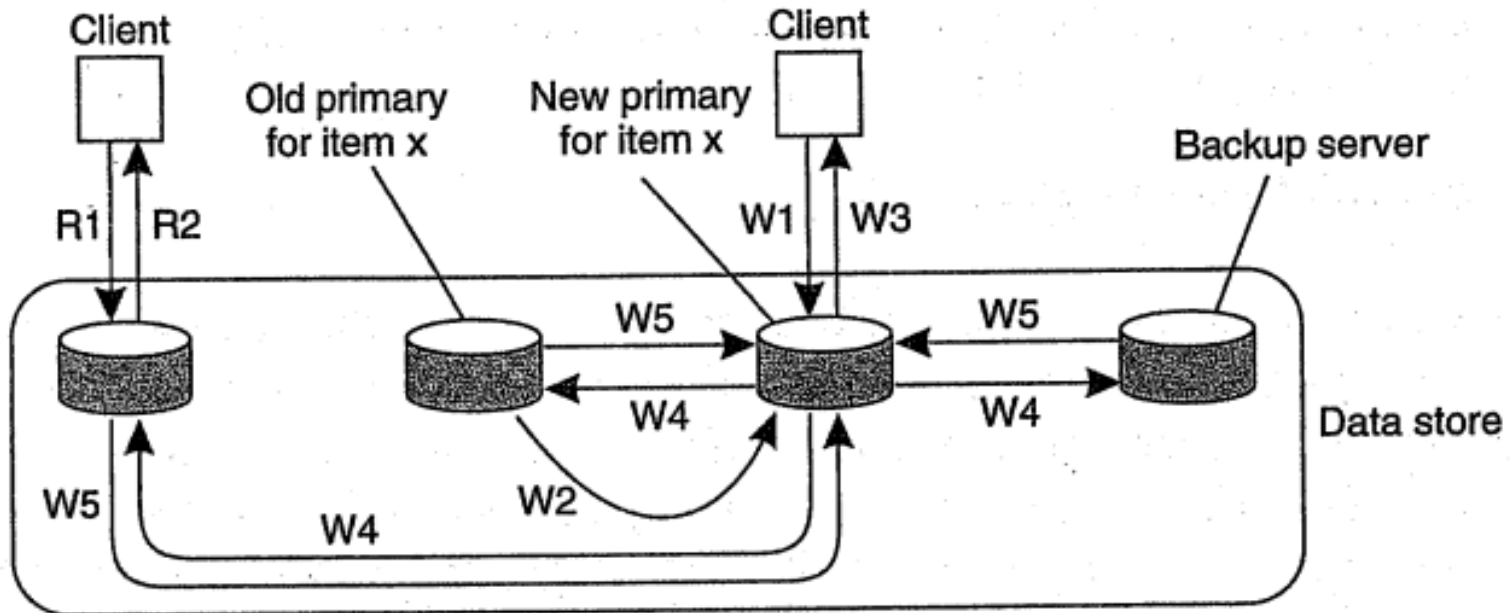 Client
Client
Old primary
for item x
New primary
for item x
Backup server
R1
R2
W1
W3
W5
W5
W4
W4
Data store
W5
W2
W4